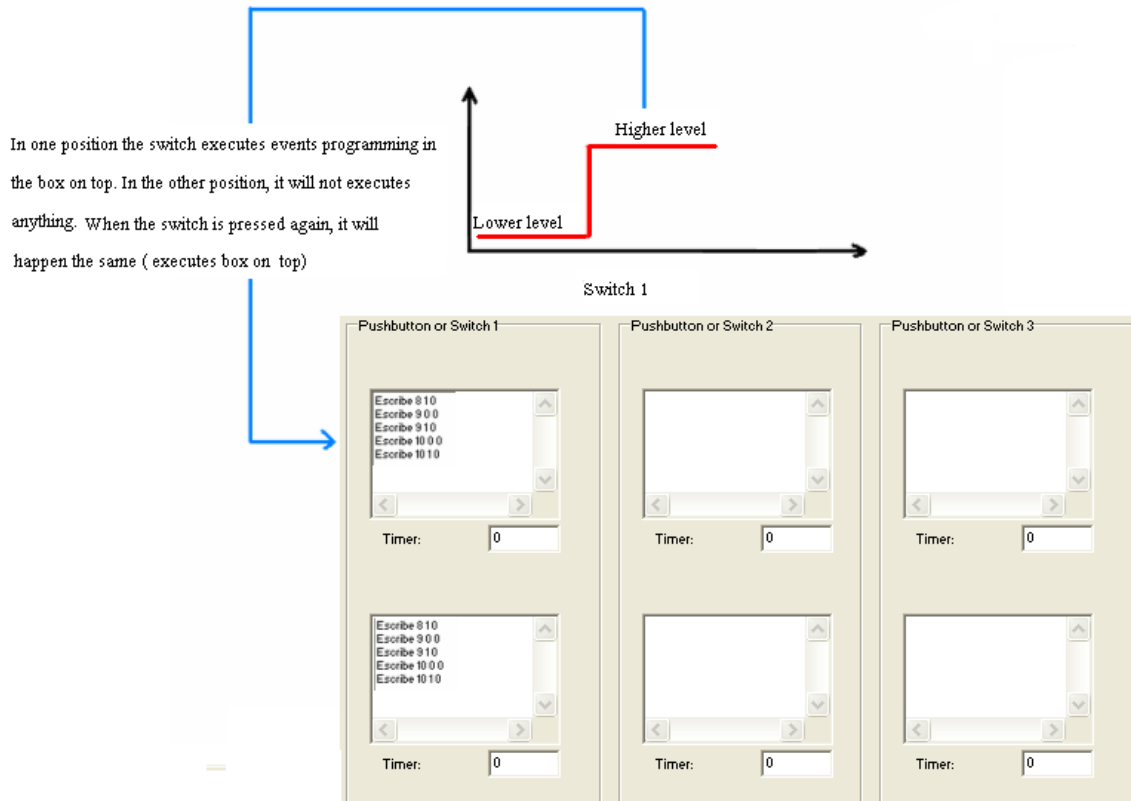 Higher level
In one position the switch executes events programming in
the box on top. In the other position, it will not executes
anything. When the switch is pressed again, it will
happen the same ( executes box on top)
Lower level
Switch 1
Pushbutton or Switch 1
Pushbutton or Switch 2
Pushbutton or Switch 3
Escribe 8 1 0
Escribe 9 0 0
Escribe 9 1 0
Escribe 10 0 0
Escribe 10 1 0
Timer: 0
Timer: 0
Timer: 0
Escribe 8 1 0
Escribe 9 0 0
Escribe 9 1 0
Escribe 10 0 0
Escribe 10 1 0
Timer: 0
Timer: 0
Timer: 0